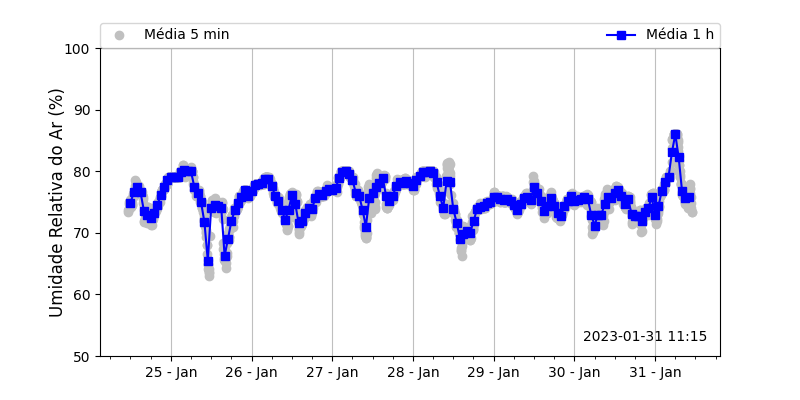 Média 5 min
Média 1 h
Umidade Relativa do Ar (%)
100
90
80
70
60
50
2023-01-31 11:15
25 - Jan
26 - Jan
27 - Jan
28 - Jan
29 - Jan
30 - Jan
31 - Jan